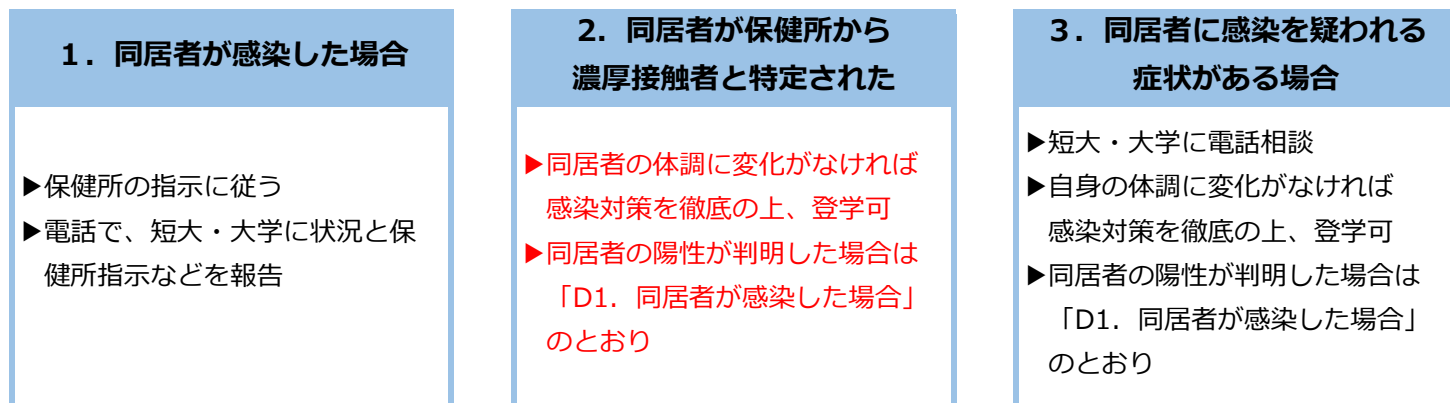 １．同居者が感染した場合
▶保健所の指示に従う
▶電話で、短大・大学に状況と保
健所指示などを報告
2．同居者が保健所から
濃厚接触者と特定された
▶同居者の体調に変化がなければ
感染対策を徹底の上、登学可
▶同居者の陽性が判明した場合は
「D1．同居者が感染した場合」
のとおり
３．同居者に感染を疑われる
症状がある場合
▶短大・大学に電話相談
▶自身の体調に変化がなければ
感染対策を徹底の上、登学可
▶同居者の陽性が判明した場合は
「D1．同居者が感染した場合」
のとおり